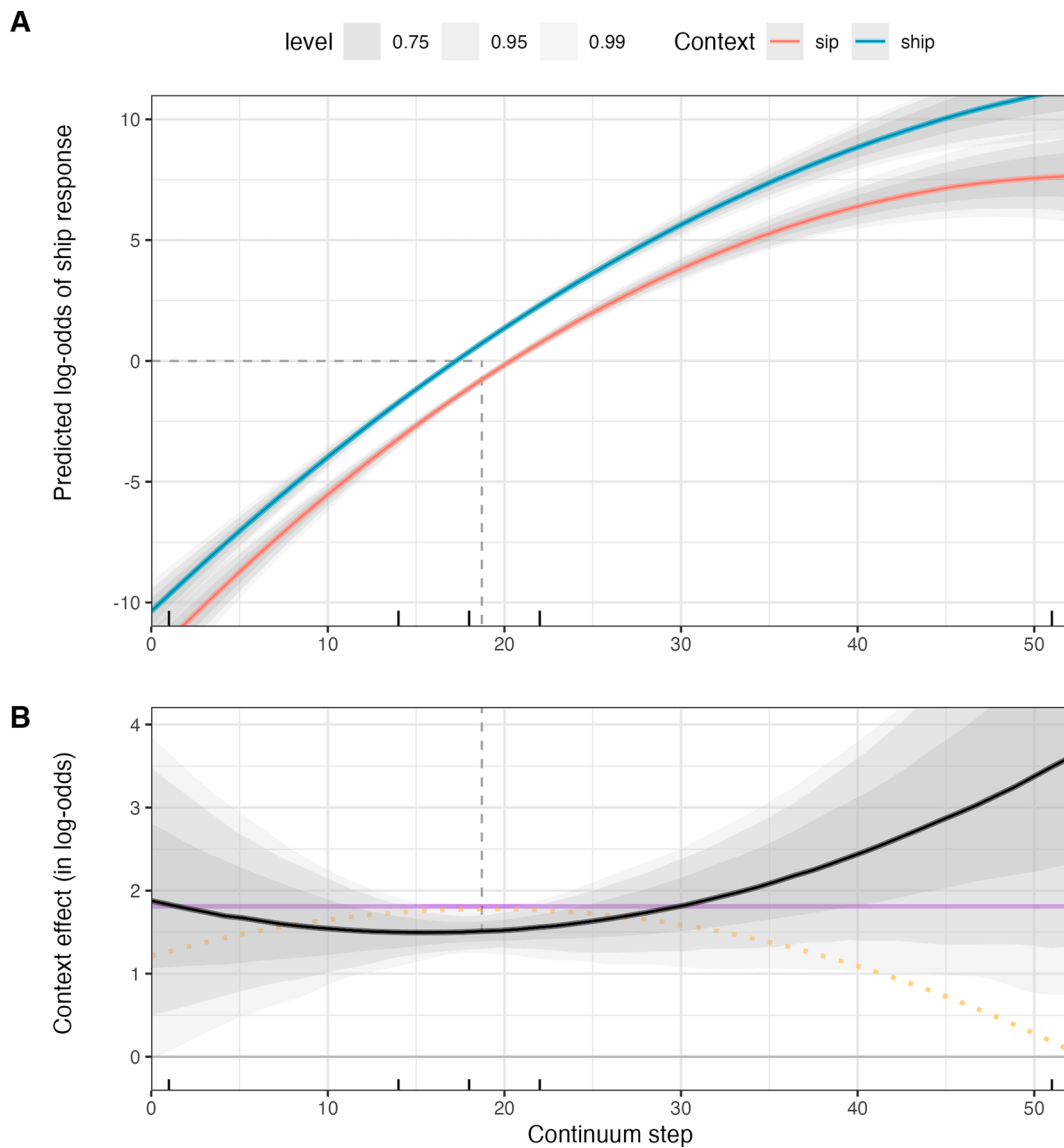 A
level 0.75 0.95 0.99 Context sip ship
Predicted log-odds of ship response
10
5
0
-5
-10
0 10 20 30 40 50
B
Context effect (in log-odds)
4
3
2
1
0
0 10 20 30 40 50
Continuum step